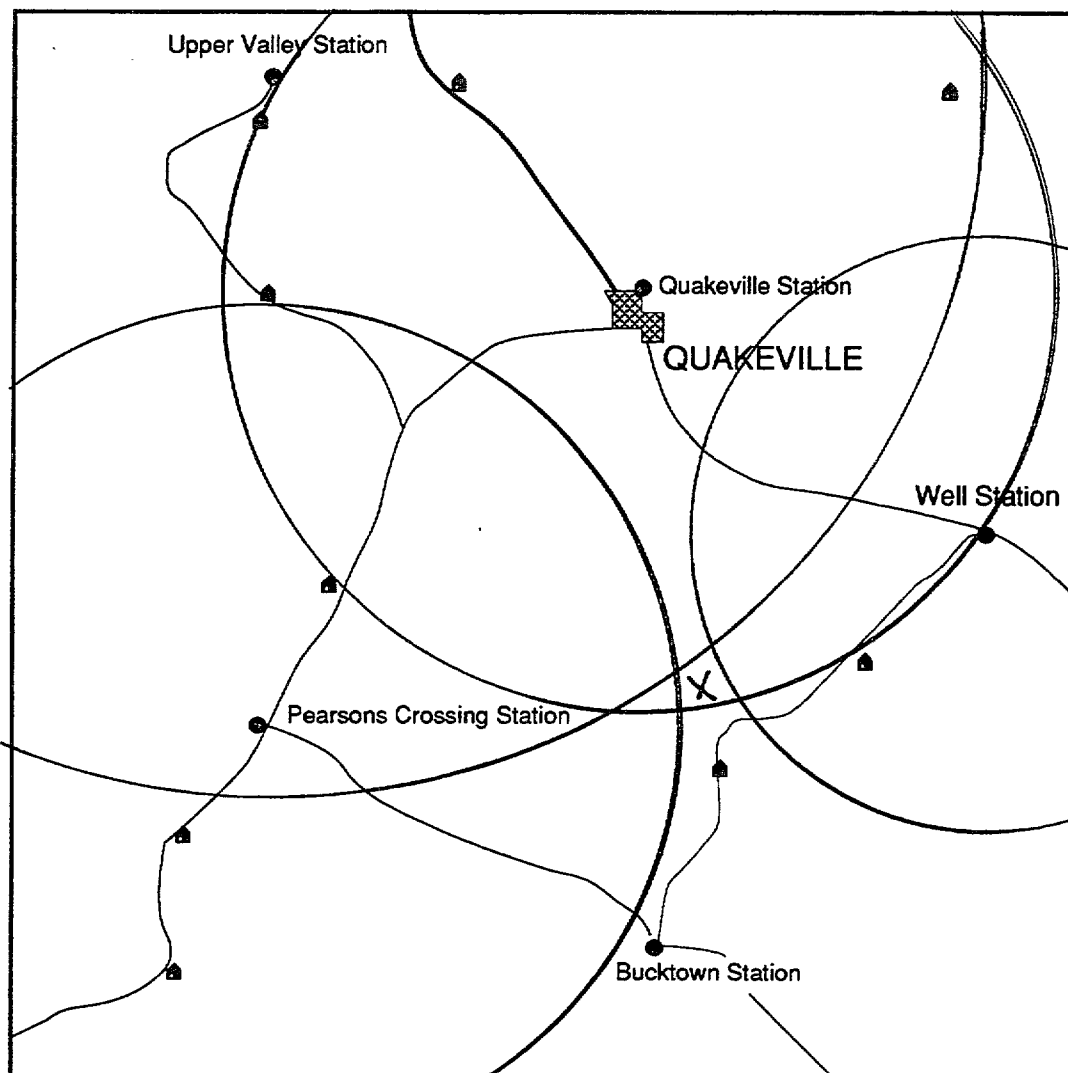 Upper Valley Station
Quakeville Station
QUAKEVILLE
Well Station
X
Pearsons Crossing Station
Bucktown Station